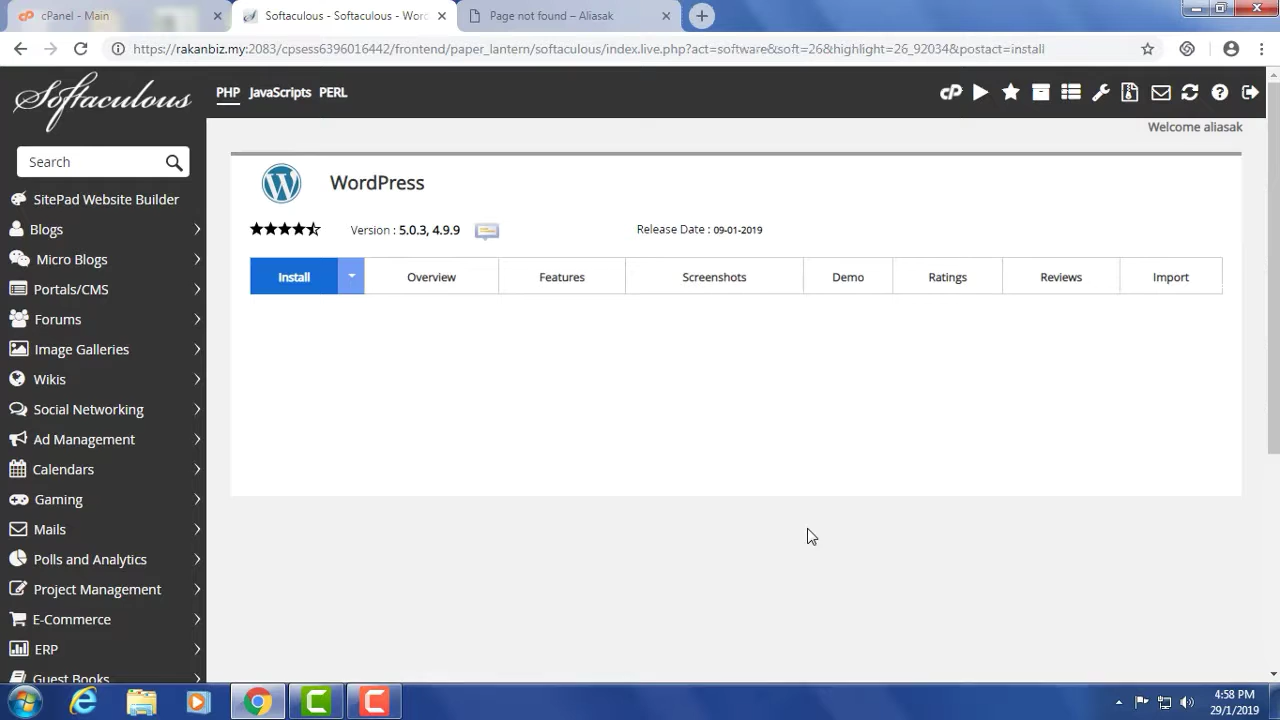 cPanel - Main
Softaculous - Softaculous - Wor
Page not found – Aliasak
https://rakanbiz.my:2083/cpsess6396016442/frontend/paper_lantern/softaculous/index.live.php?act=software&soft=26&highlight=26_92034&postact=install
Softaculous
PHP JavaScripts PERL
Welcome aliasak
Search
SitePad Website Builder
Blogs
Micro Blogs
Portals/CMS
Forums
Image Galleries
Wikis
Social Networking
Ad Management
Calendars
Gaming
Mails
Polls and Analytics
Project Management
E-Commerce
ERP
Guest Books
WordPress
Version : 5.0.3, 4.9.9
Release Date : 09-01-2019
Install
Overview
Features
Screenshots
Demo
Ratings
Reviews
Import
4:58 PM
29/1/2019